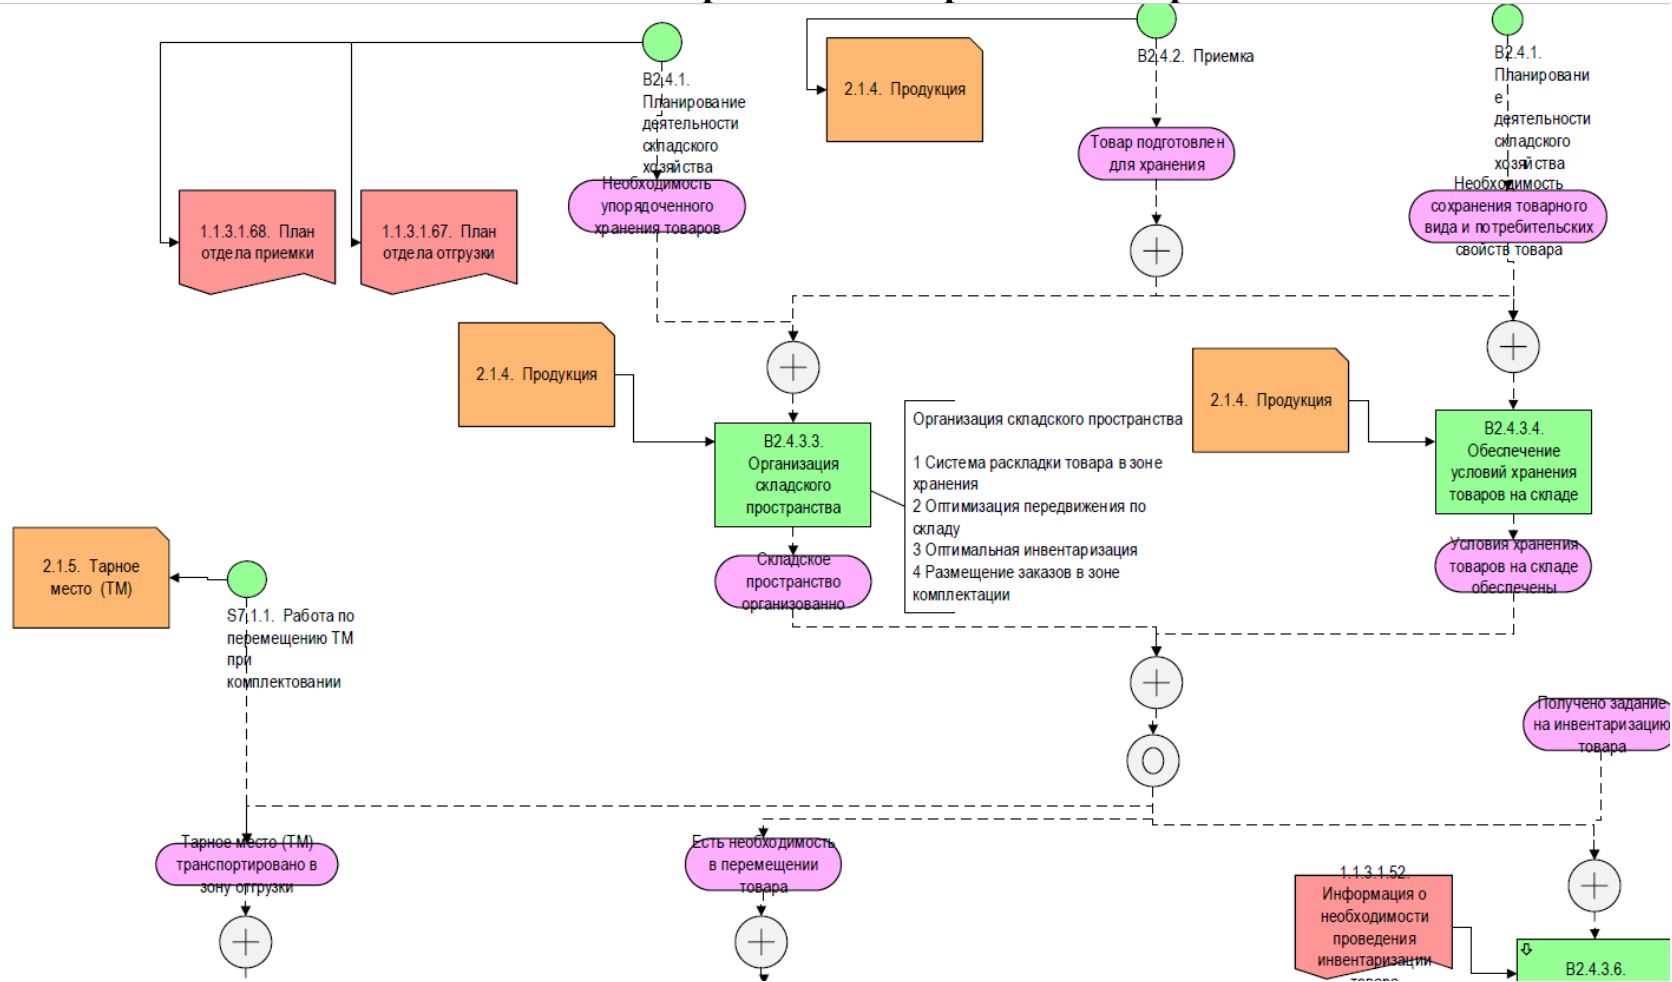 В2.4.1.
Планирование
деятельности
складского
хозяйства
2.1.4. Продукция
В2.4.2. Приемка
В2.4.1.
Планировани
е
деятельности
складского
хозяйства
Товар подготовлен
для хранения
Необходимость
упорядоченного
хранения товаров
Необходимость
сохранения товарного
вида и потребительских
свойств товара
1.1.3.1.68. План
отдела приемки
1.1.3.1.67. План
отдела отгрузки
2.1.4. Продукция
2.1.4. Продукция
В2.4.3.3.
Организация
складского
пространства
Организация складского пространства
1 Система раскладки товара в зоне
хранения
2 Оптимизация передвижения по
складу
3 Оптимальная инвентаризация
4 Размещение заказов в зоне
комплектации
В2.4.3.4.
Обеспечение
условий хранения
товаров на складе
2.1.5. Тарное
место (ТМ)
Складское
пространство
организованно
Условия хранения
товаров на складе
обеспечены
S7.1.1. Работа по
перемещению ТМ
при
комплектовании
Получено задание
на инвентаризацию
товара
Тарное место (ТМ)
транспортировано в
зону отгрузки
Есть необходимость
в перемещении
товара
1.1.3.1.52.
Информация о
необходимости
проведения
инвентаризации
товара
В2.4.3.6.